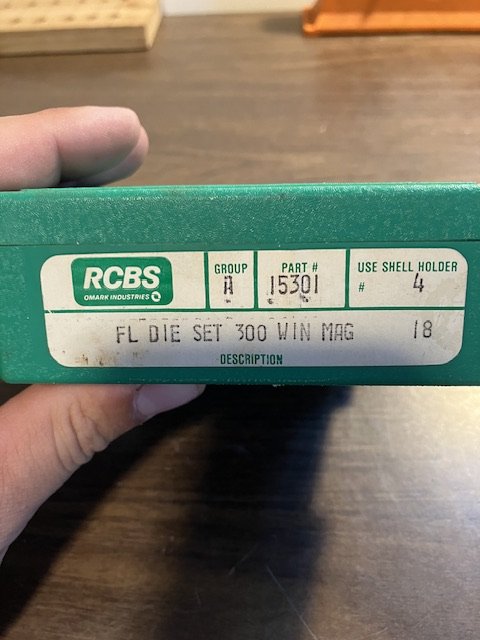 RCBS
OMARK INDUSTRIES
GROUP
A
PART #
15301
USE SHELL HOLDER
# 4
FL DIE SET 300 WIN MAG 18
DESCRIPTION